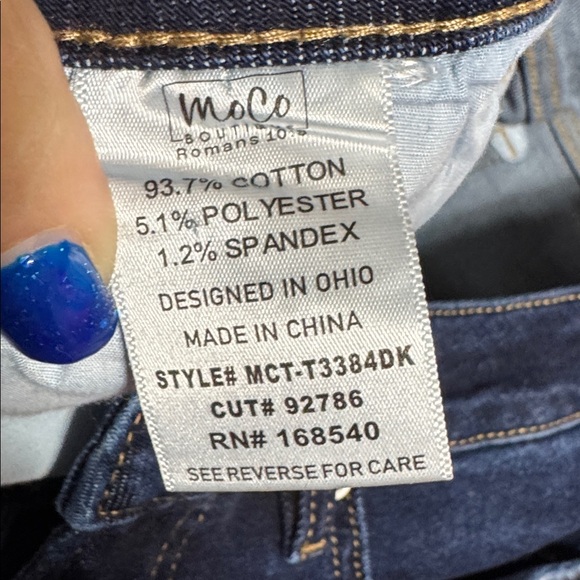 MoCo
BOUTIQUE
Romans 10:9
93.7% COTTON
5.1% POLYESTER
1.2% SPANDEX
DESIGNED IN OHIO
MADE IN CHINA
STYLE# MCT-T3384DK
CUT# 92786
RN# 168540
SEE REVERSE FOR CARE